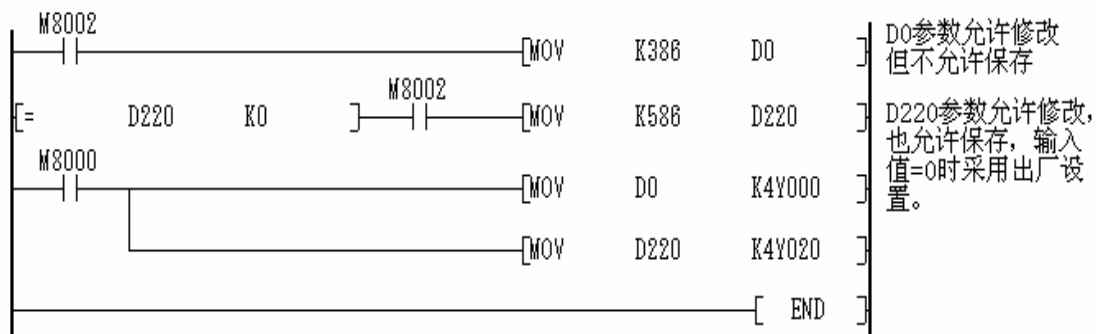 M8002
[MOV K386 D0 ]
D0参数允许修改
但不允许保存
M8002
[= D220 K0 ] [MOV K586 D220 ]
D220参数允许修改，
也允许保存，输入
值=0时采用出厂设
置。
M8000
[MOV D0 K4Y000 ]
[MOV D220 K4Y020 ]
[ END ]